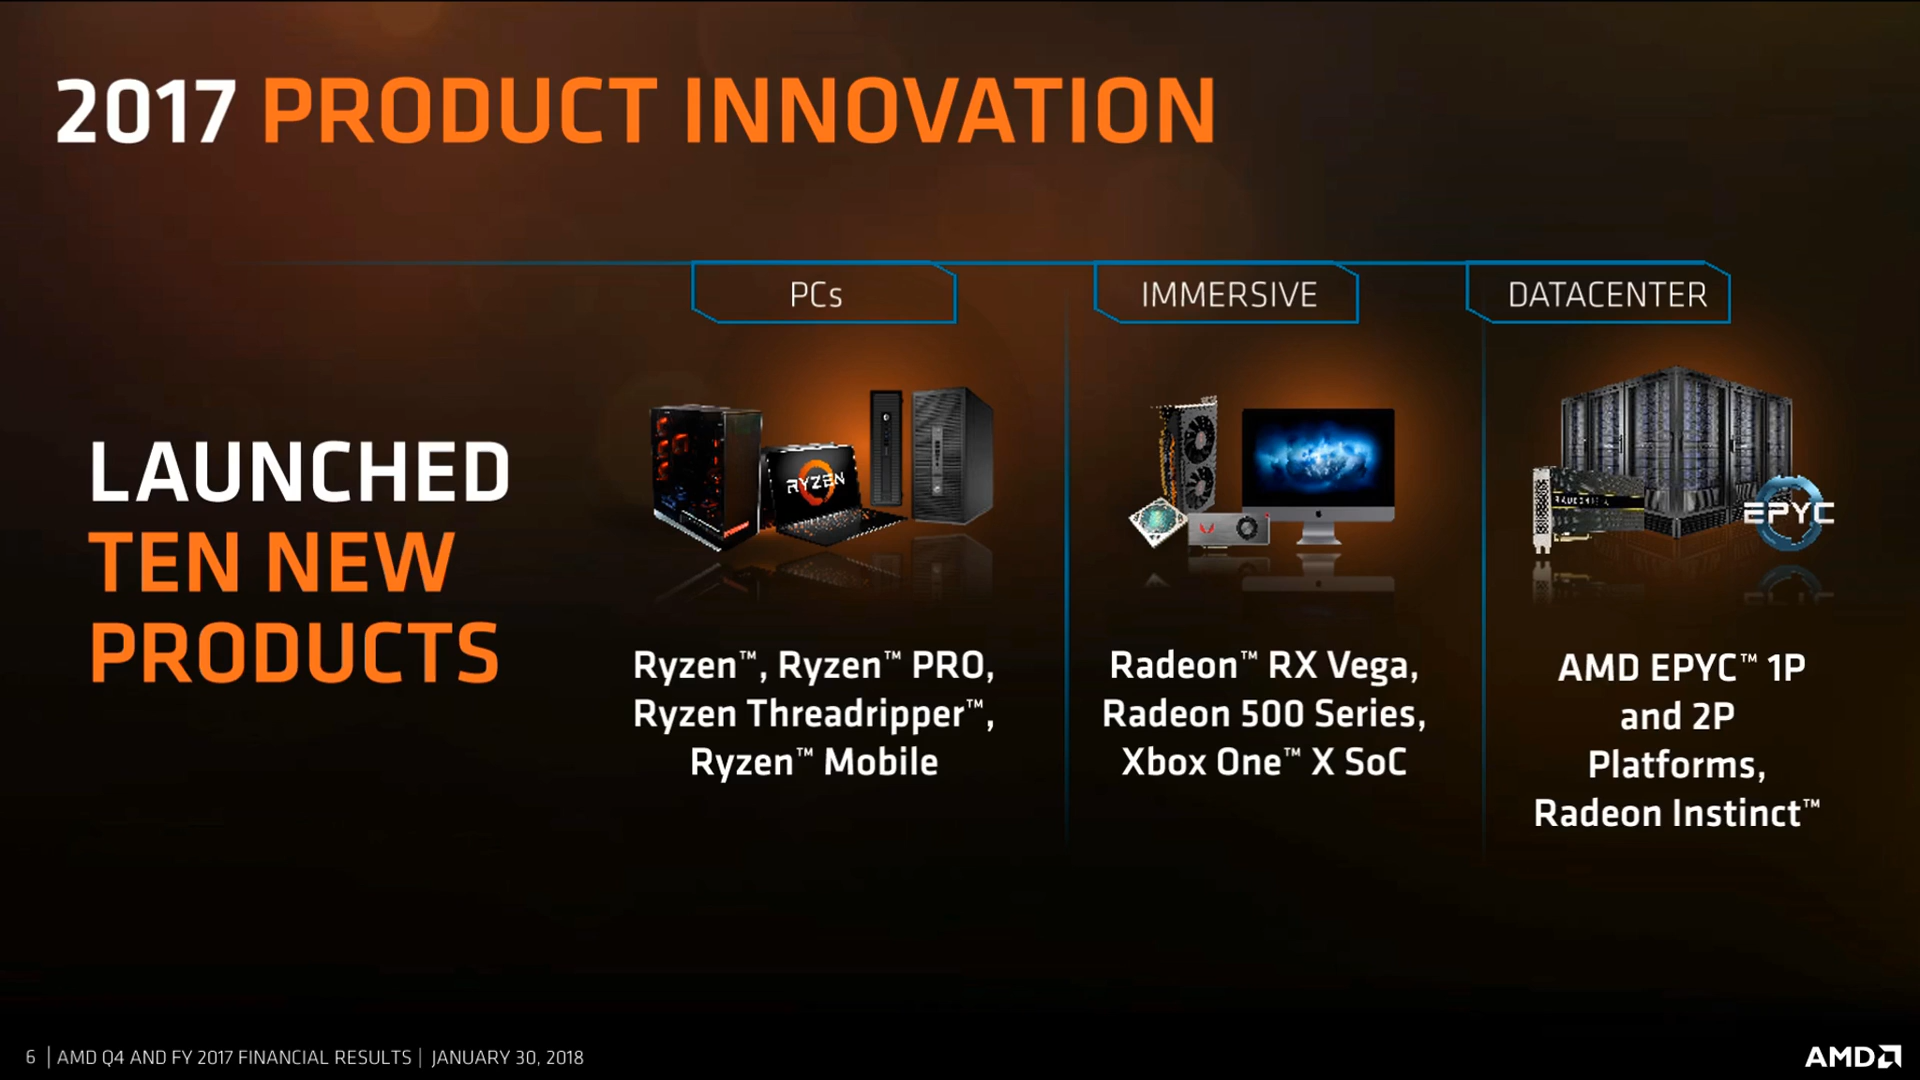 2017 PRODUCT INNOVATION
LAUNCHED
TEN NEW
PRODUCTS
PCs
RYZEN
Ryzen™, Ryzen™ PRO,
Ryzen Threadripper™,
Ryzen™ Mobile
IMMERSIVE
Radeon™ RX Vega,
Radeon 500 Series,
Xbox One™ X SoC
DATACENTER
EPYC
AMD EPYC™ 1P
and 2P
Platforms,
Radeon Instinct™
6 | AMD Q4 AND FY 2017 FINANCIAL RESULTS | JANUARY 30, 2018
AMD